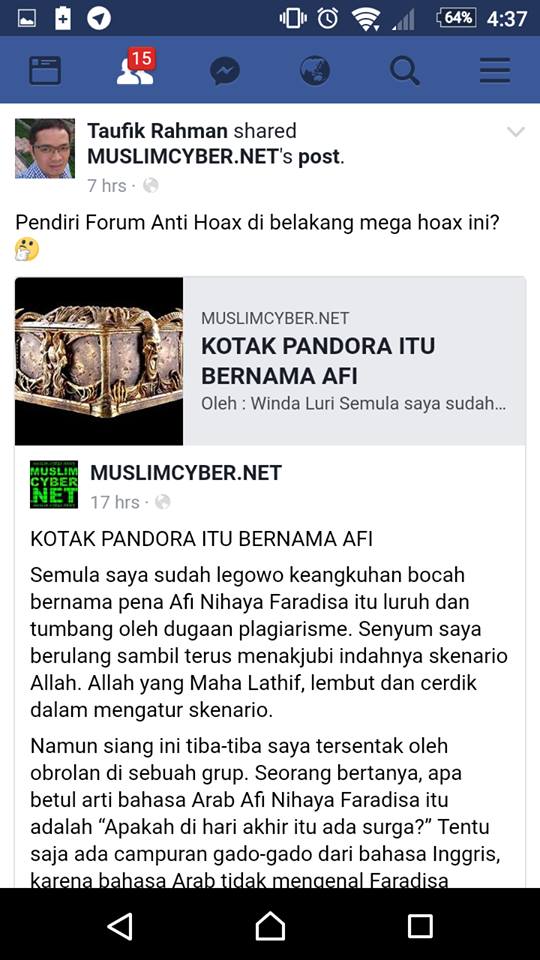 64% 4:37
15
Taufik Rahman shared
MUSLIMCYBER.NET's post.
7 hrs ·
Pendiri Forum Anti Hoax di belakang mega hoax ini?
MUSLIMCYBER.NET
KOTAK PANDORA ITU
BERNAMA AFI
Oleh : Winda Luri Semula saya sudah...
MUSLIM
CYBER
.NET
MUSLIMCYBER.NET
17 hrs ·
KOTAK PANDORA ITU BERNAMA AFI
Semula saya sudah legowo keangkuhan bocah
bernama pena Afi Nihaya Faradisa itu luruh dan
tumbang oleh dugaan plagiarisme. Senyum saya
berulang sambil terus menakjubi indahnya skenario
Allah. Allah yang Maha Lathif, lembut dan cerdik
dalam mengatur skenario.
Namun siang ini tiba-tiba saya tersentak oleh
obrolan di sebuah grup. Seorang bertanya, apa
betul arti bahasa Arab Afi Nihaya Faradisa itu
adalah “Apakah di hari akhir itu ada surga?” Tentu
saja ada campuran gado-gado dari bahasa Inggris,
karena bahasa Arab tidak mengenal Faradisa